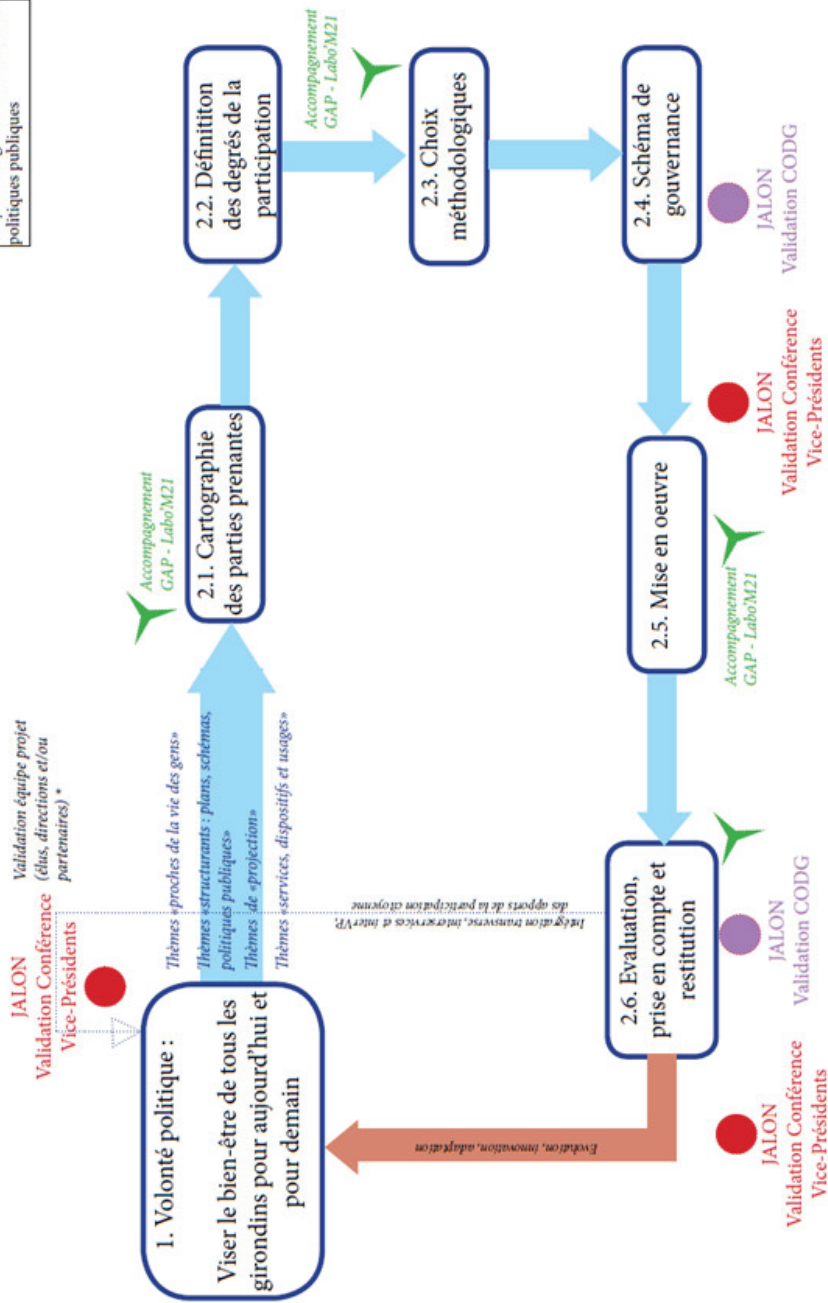 politiques publiques
JALON
Validation Conférence
Vice-Présidents
Validation équipe projet
(élus, directions et/ou
partenaires) *
1. Volonté politique :
Viser le bien-être de tous les
girondins pour aujourd'hui et
pour demain
Thèmes «proches de la vie des gens»
Thèmes «structurants : plans, schémas,
politiques publiques»
Thèmes de «projection»
Thèmes «services, dispositifs et usages»
Accompagnement
GAP - Labo'M21
2.1. Cartographie
des parties prenantes
2.2. Définititon
des degrés de la
participation
Accompagnement
GAP - Labo'M21
2.3. Choix
méthodologiques
2.4. Schéma de
gouvernance
JALON
Validation CODG
JALON
Validation Conférence
Vice-Présidents
2.5. Mise en oeuvre
Accompagnement
GAP - Labo'M21
2.6. Evaluation,
prise en compte et
restitution
JALON
Validation CODG
JALON
Validation Conférence
Vice-Présidents
Evolution, innovation, adaptation
Intégration transverse, interservices et interVP,
des apports de la participation citoyenne